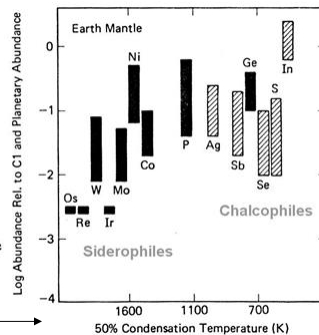 Log Abundance Rel. to C1 and Planetary Abundance
Earth Mantle
0
−1
−2
−3
−4
Ni
Ge
In
S
Co
P
Ag
Sb
Se
W
Mo
Os
Re
Ir
Chalcophiles
Siderophiles
1600
1100
700
50% Condensation Temperature (K)